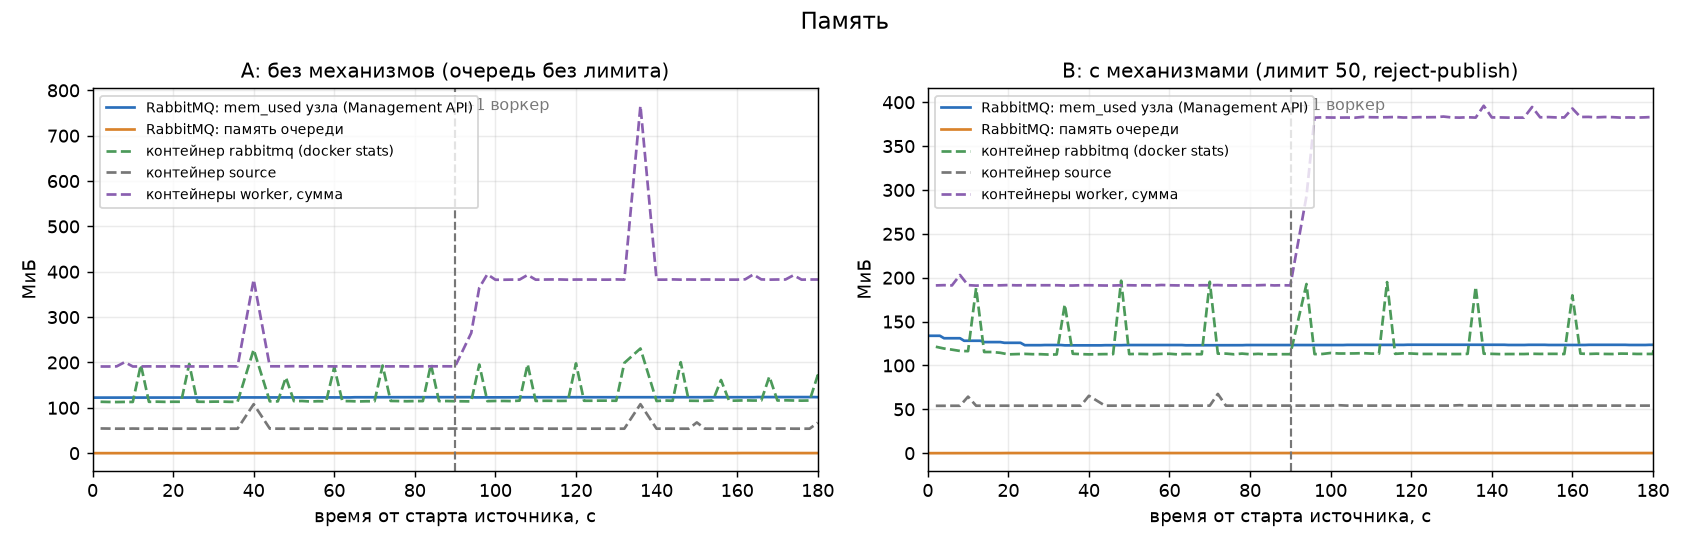 Память
A: без механизмов (очередь без лимита)
МиБ
800
700
600
500
400
300
200
100
0
RabbitMQ: mem_used узла (Management API)
RabbitMQ: память очереди
контейнер rabbitmq (docker stats)
контейнер source
контейнеры worker, сумма
1 воркер
0 20 40 60 80 100 120 140 160 180
время от старта источника, с
B: с механизмами (лимит 50, reject-publish)
МиБ
400
350
300
250
200
150
100
50
0
RabbitMQ: mem_used узла (Management API)
RabbitMQ: память очереди
контейнер rabbitmq (docker stats)
контейнер source
контейнеры worker, сумма
1 воркер
0 20 40 60 80 100 120 140 160 180
время от старта источника, с